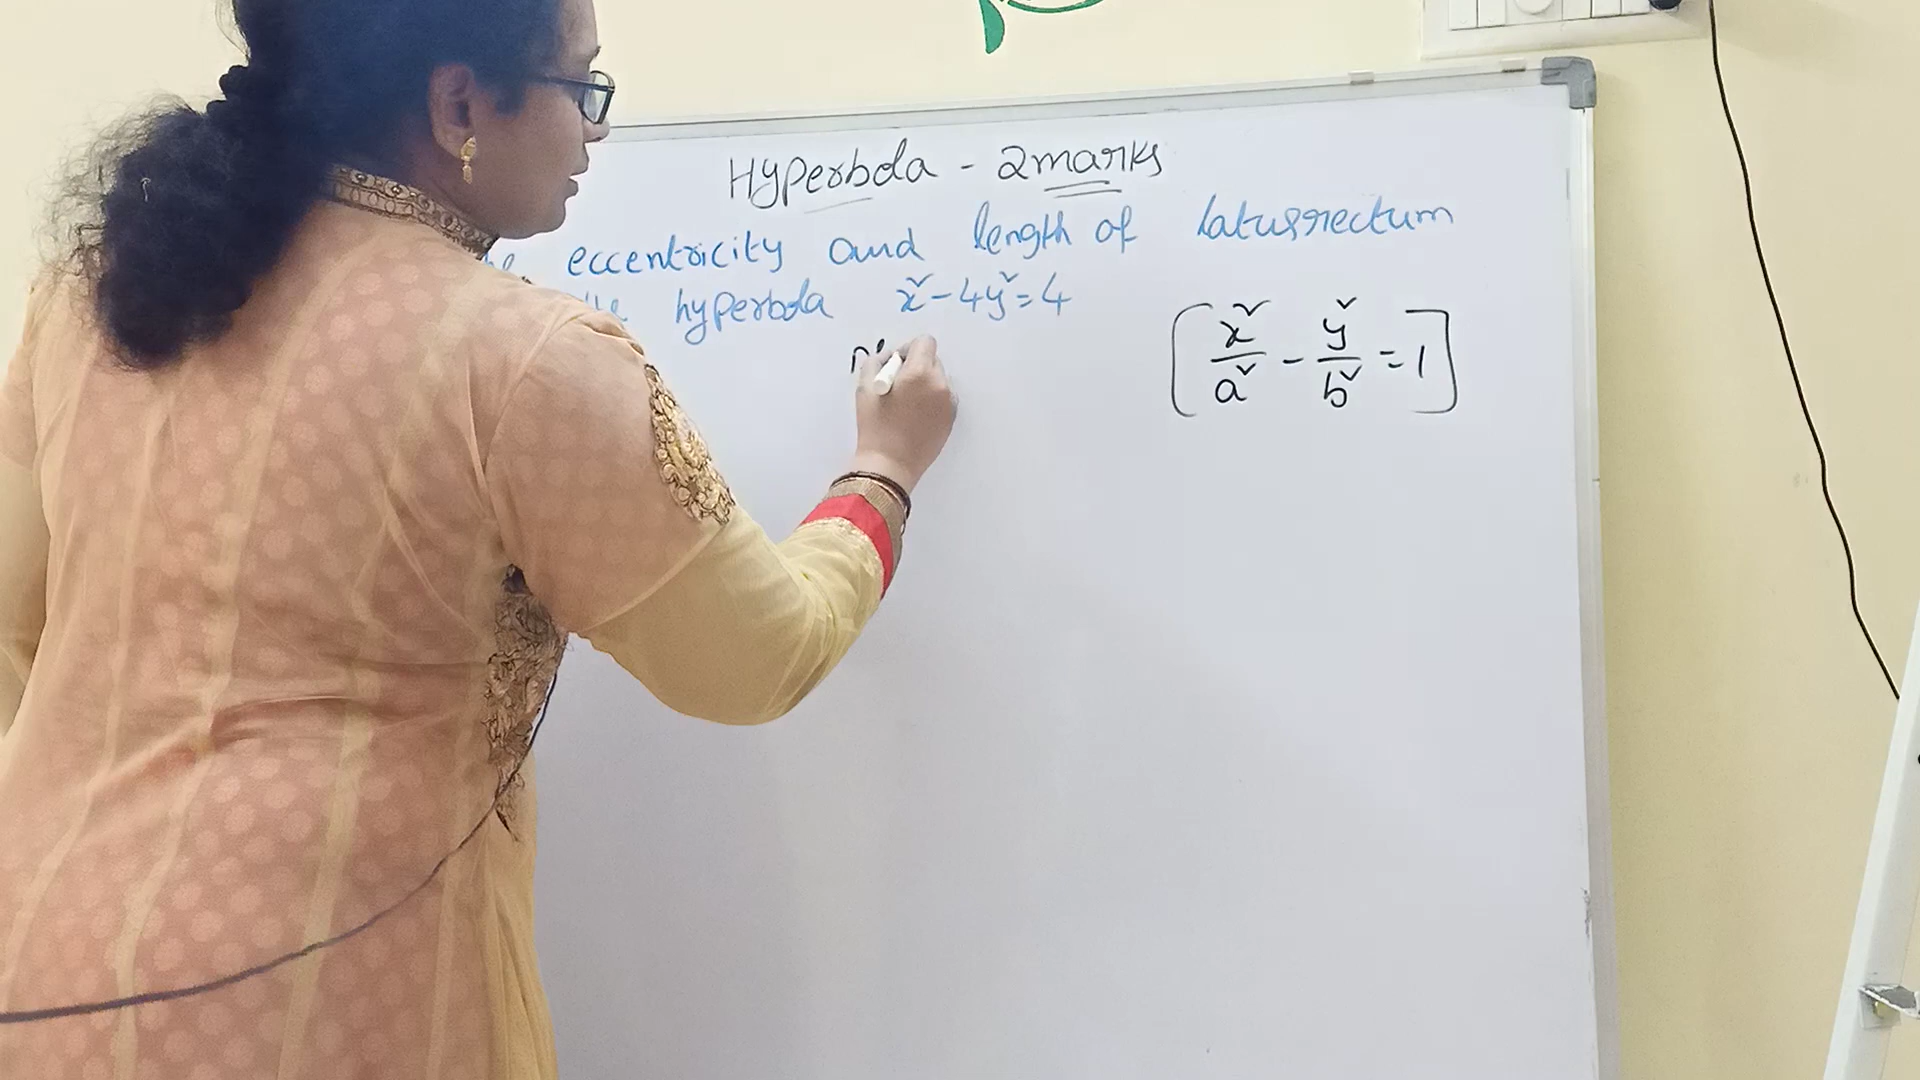 Hyperbola - 2marks
eccentricity and length of Latusrectum
hyperbola x² - 4y² = 4
[x²/a² - y²/b² = 1]